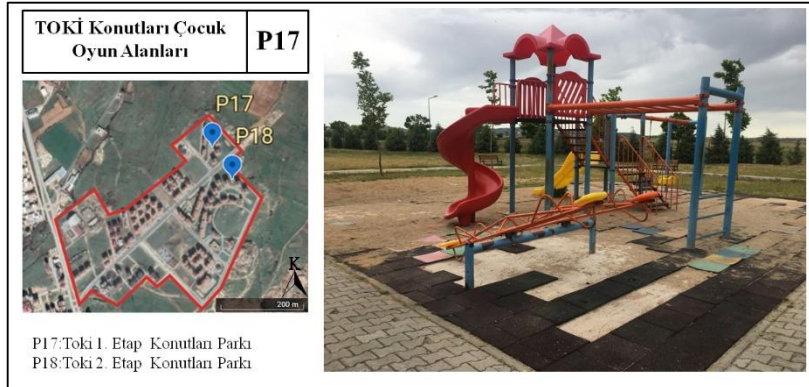 TOKİ Konutları Çocuk
Oyun Alanları
P17
P17
P18
K
200 m
P17:Toki 1. Etap Konutları Parkı
P18:Toki 2. Etap Konutları Parkı